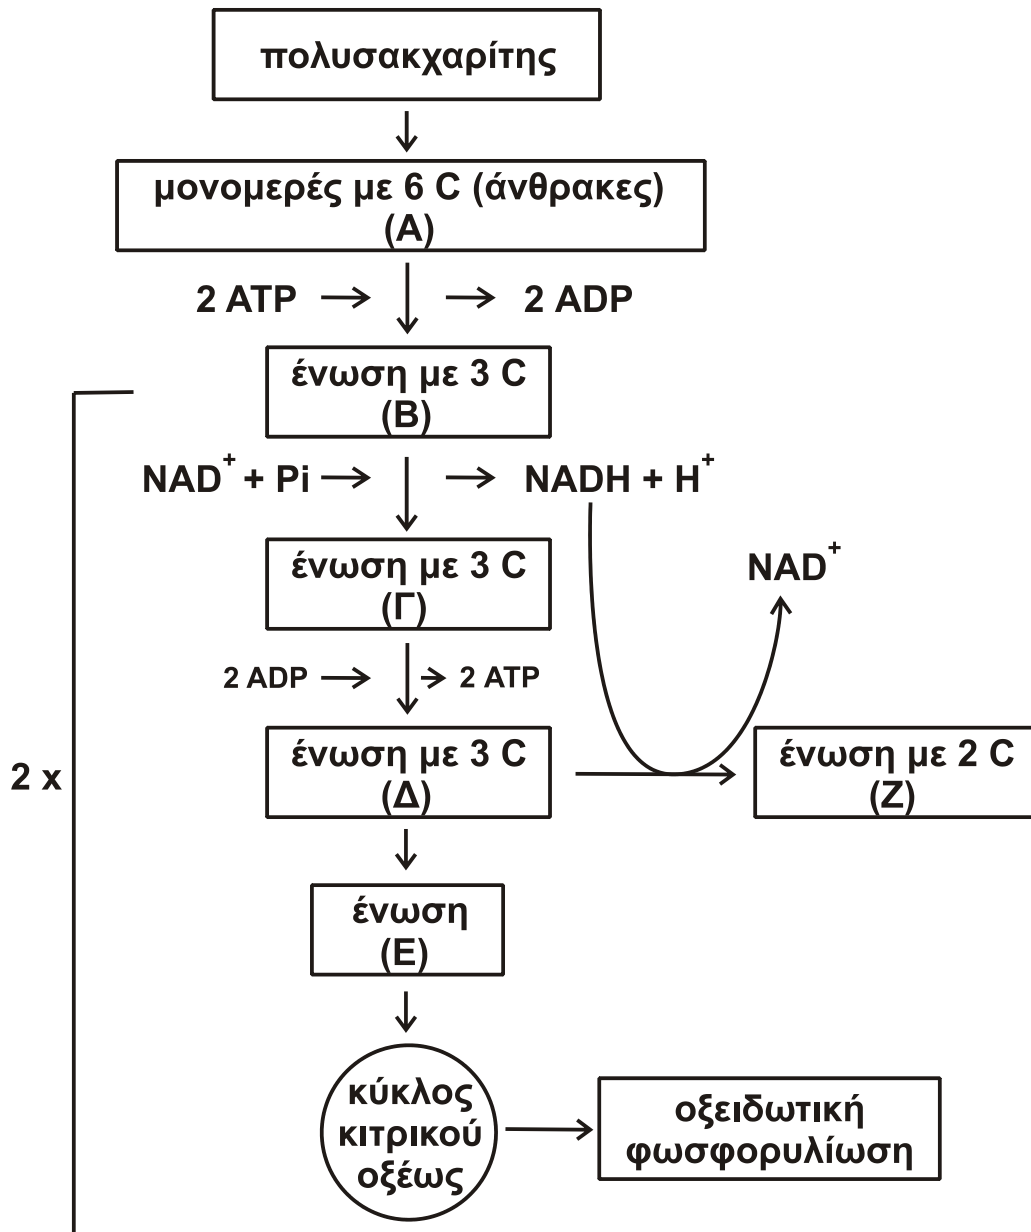 πολυσακχαρίτης
μονομερές με 6 C (άνθρακες)
(Α)
2 ATP → → 2 ADP
ένωση με 3 C
(Β)
NAD⁺ + Pi → → NADH + H⁺
ένωση με 3 C
(Γ)
NAD⁺
2 ADP → → 2 ATP
ένωση με 3 C
(Δ)
ένωση με 2 C
(Ζ)
2 x
ένωση
(Ε)
κύκλος
κιτρικού
οξέως
οξειδωτική
φωσφορυλίωση